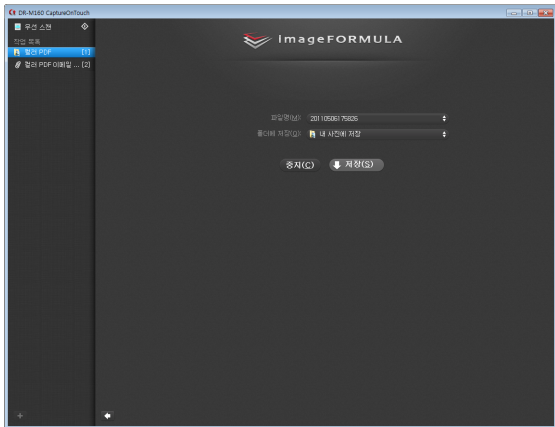 DR-M160 CaptureOnTouch
우선 스캔
작업 목록
컬러 PDF [1]
컬러 PDF 이메일 ... [2]
imageFORMULA
파일명(M): 20110506175826
폴더에 저장(O): 내 사진에 저장
중지(C)
저장(S)